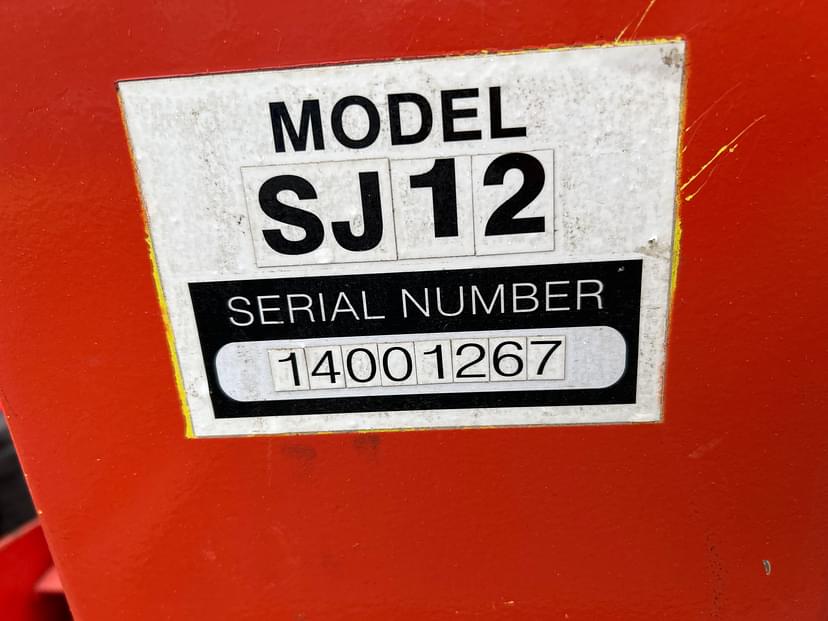 MODEL
SJ12
SERIAL NUMBER
14001267